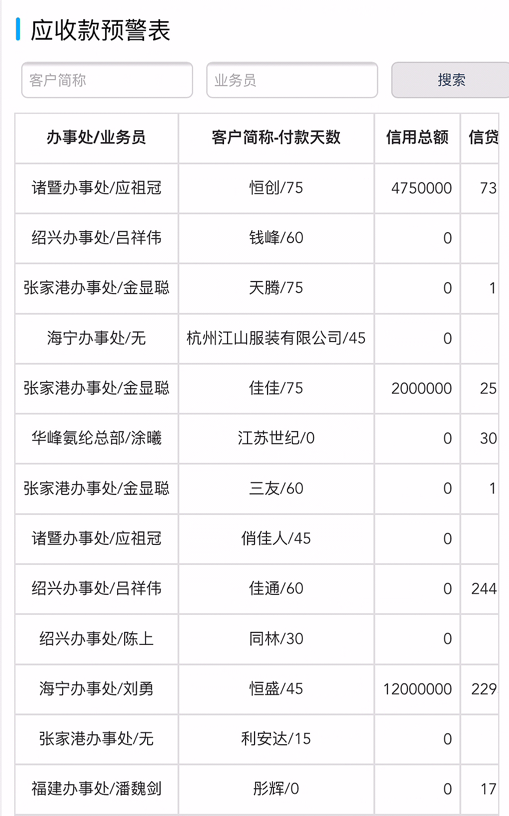 应收款预警表
客户简称 业务员 搜索
办事处/业务员 客户简称-付款天数 信用总额 信贷
诸暨办事处/应祖冠 恒创/75 4750000 73
绍兴办事处/吕祥伟 钱峰/60 0
张家港办事处/金显聪 天腾/75 0 1
海宁办事处/无 杭州江山服装有限公司/45 0
张家港办事处/金显聪 佳佳/75 2000000 25
华峰氨纶总部/涂曦 江苏世纪/0 0 30
张家港办事处/金显聪 三友/60 0 1
诸暨办事处/应祖冠 俏佳人/45 0
绍兴办事处/吕祥伟 佳通/60 0 244
绍兴办事处/陈上 同林/30 0
海宁办事处/刘勇 恒盛/45 12000000 229
张家港办事处/无 利安达/15 0
福建办事处/潘魏剑 彤辉/0 0 17